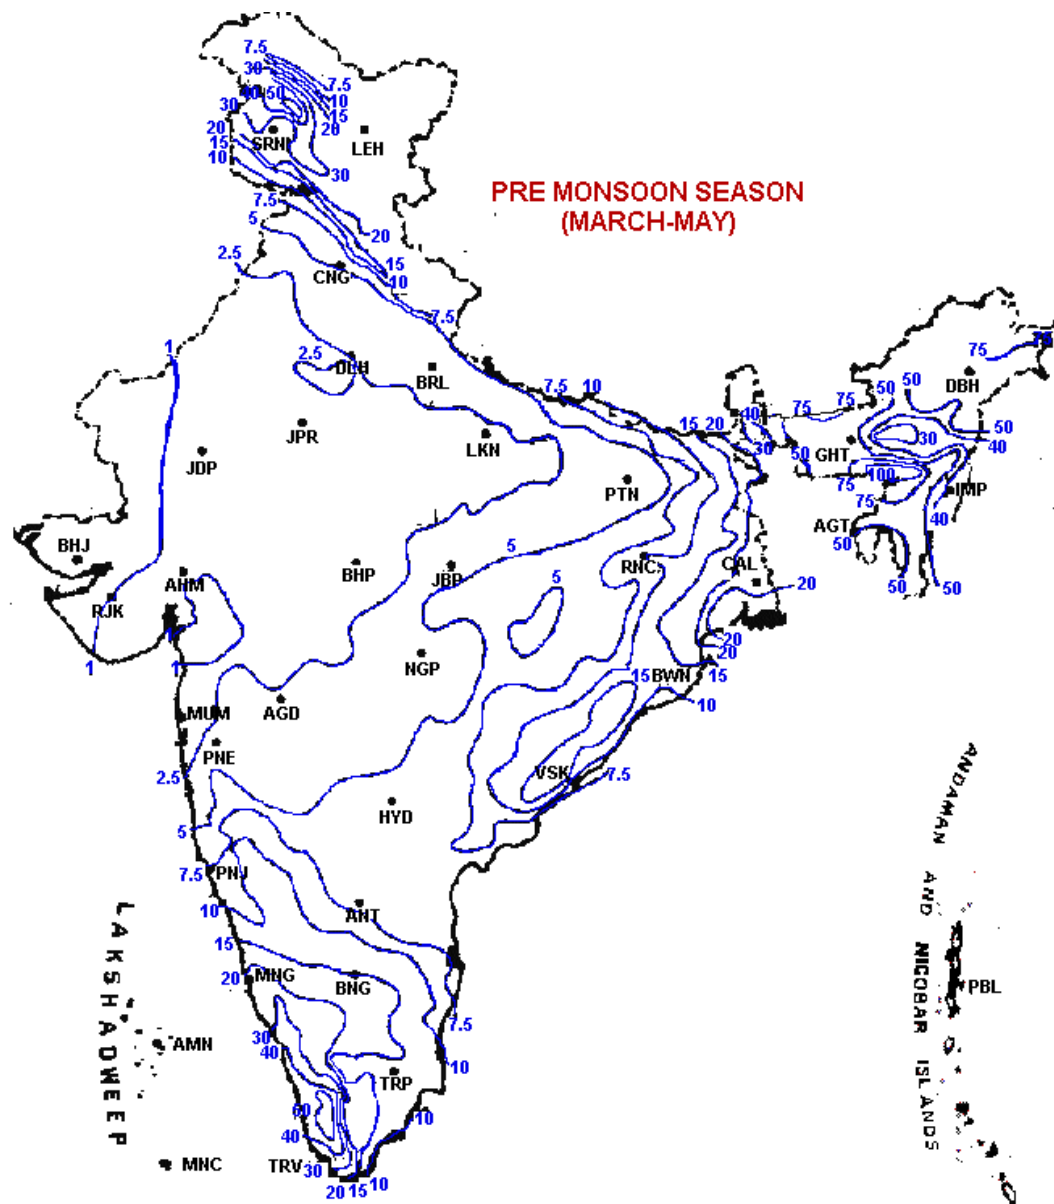 7.5
30
7.5
40 50
10
30
15
20
20
SRN
LEH
15
10
30
PRE MONSOON SEASON
(MARCH-MAY)
7.5
5
20
2.5
CNG
15
10
7.5
1
2.5
DLH
BRL
75
75
7.5
10
50
50
DBH
JPR
LKN
15
20
40
75
75
50
30
GHT
30
40
JDP
50
PTN
75
100
IMP
75
40
AGT
BHJ
AHM
BHP
JBP
5
RNC
CAL
50
RJK
5
20
50
50
1
1
1
NGP
20
20
15
BWN
15
MUM
AGD
10
PNE
2.5
VSK
7.5
HYD
5
7.5
PNJ
10
ANT
15
20
MNG
BNG
PBL
7.5
30
40
AMN
10
TRP
60
10
40
MNC
TRV
30
10
20
15
LAKSHADWEEP
ANDAMAN
AND NICOBAR ISLANDS